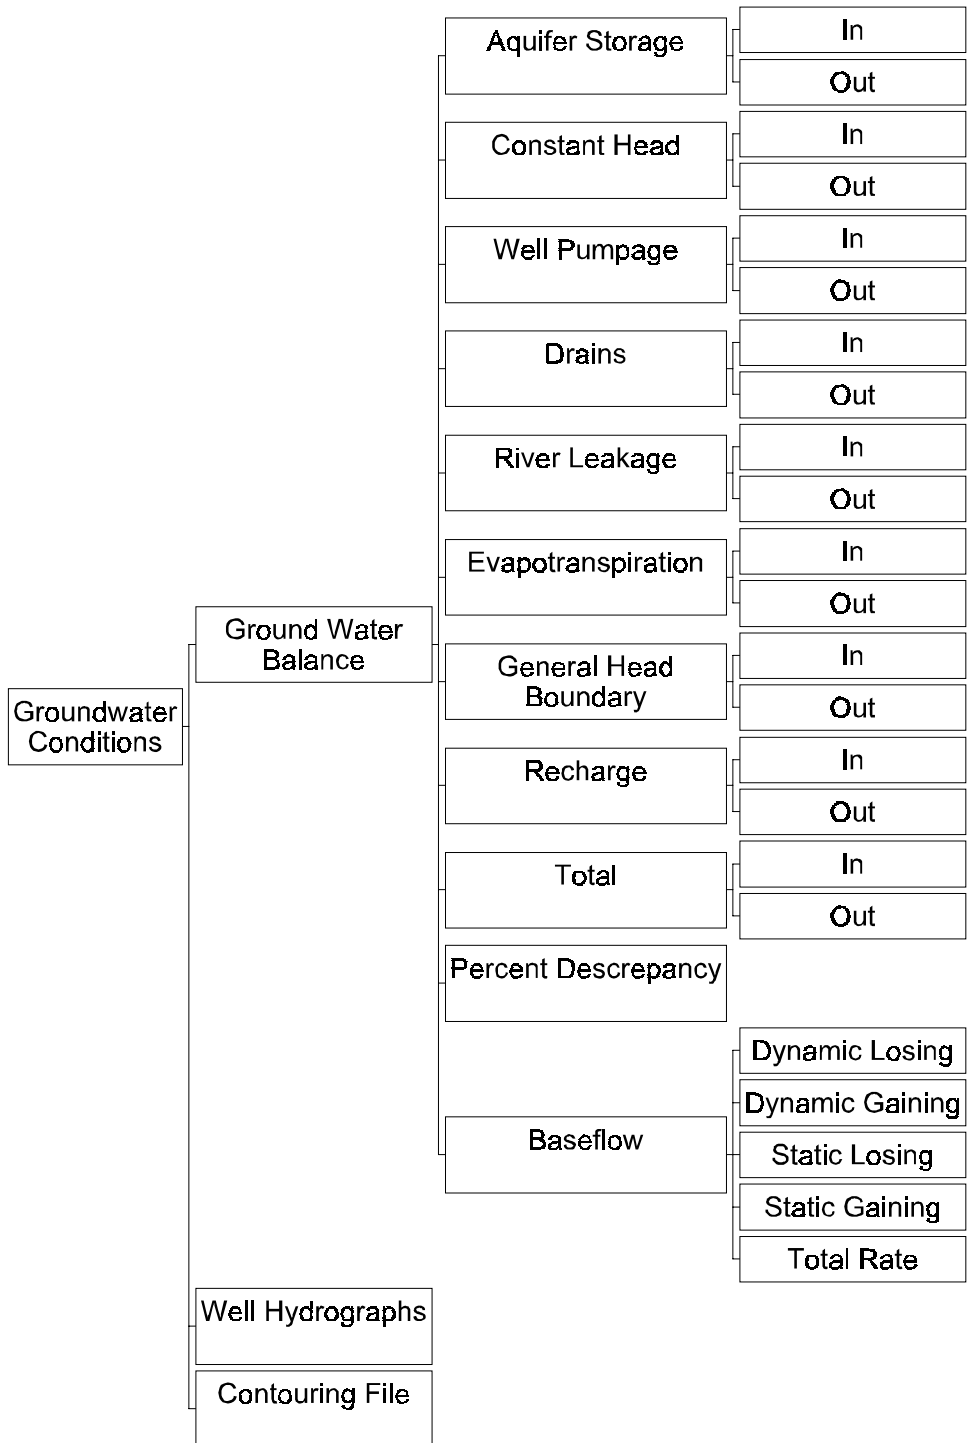 Groundwater
Conditions
Ground Water
Balance
Aquifer Storage
In
Out
Constant Head
In
Out
Well Pumpage
In
Out
Drains
In
Out
River Leakage
In
Out
Evapotranspiration
In
Out
General Head
Boundary
In
Out
Recharge
In
Out
Total
In
Out
Percent Descrepancy
Baseflow
Dynamic Losing
Dynamic Gaining
Static Losing
Static Gaining
Total Rate
Well Hydrographs
Contouring File